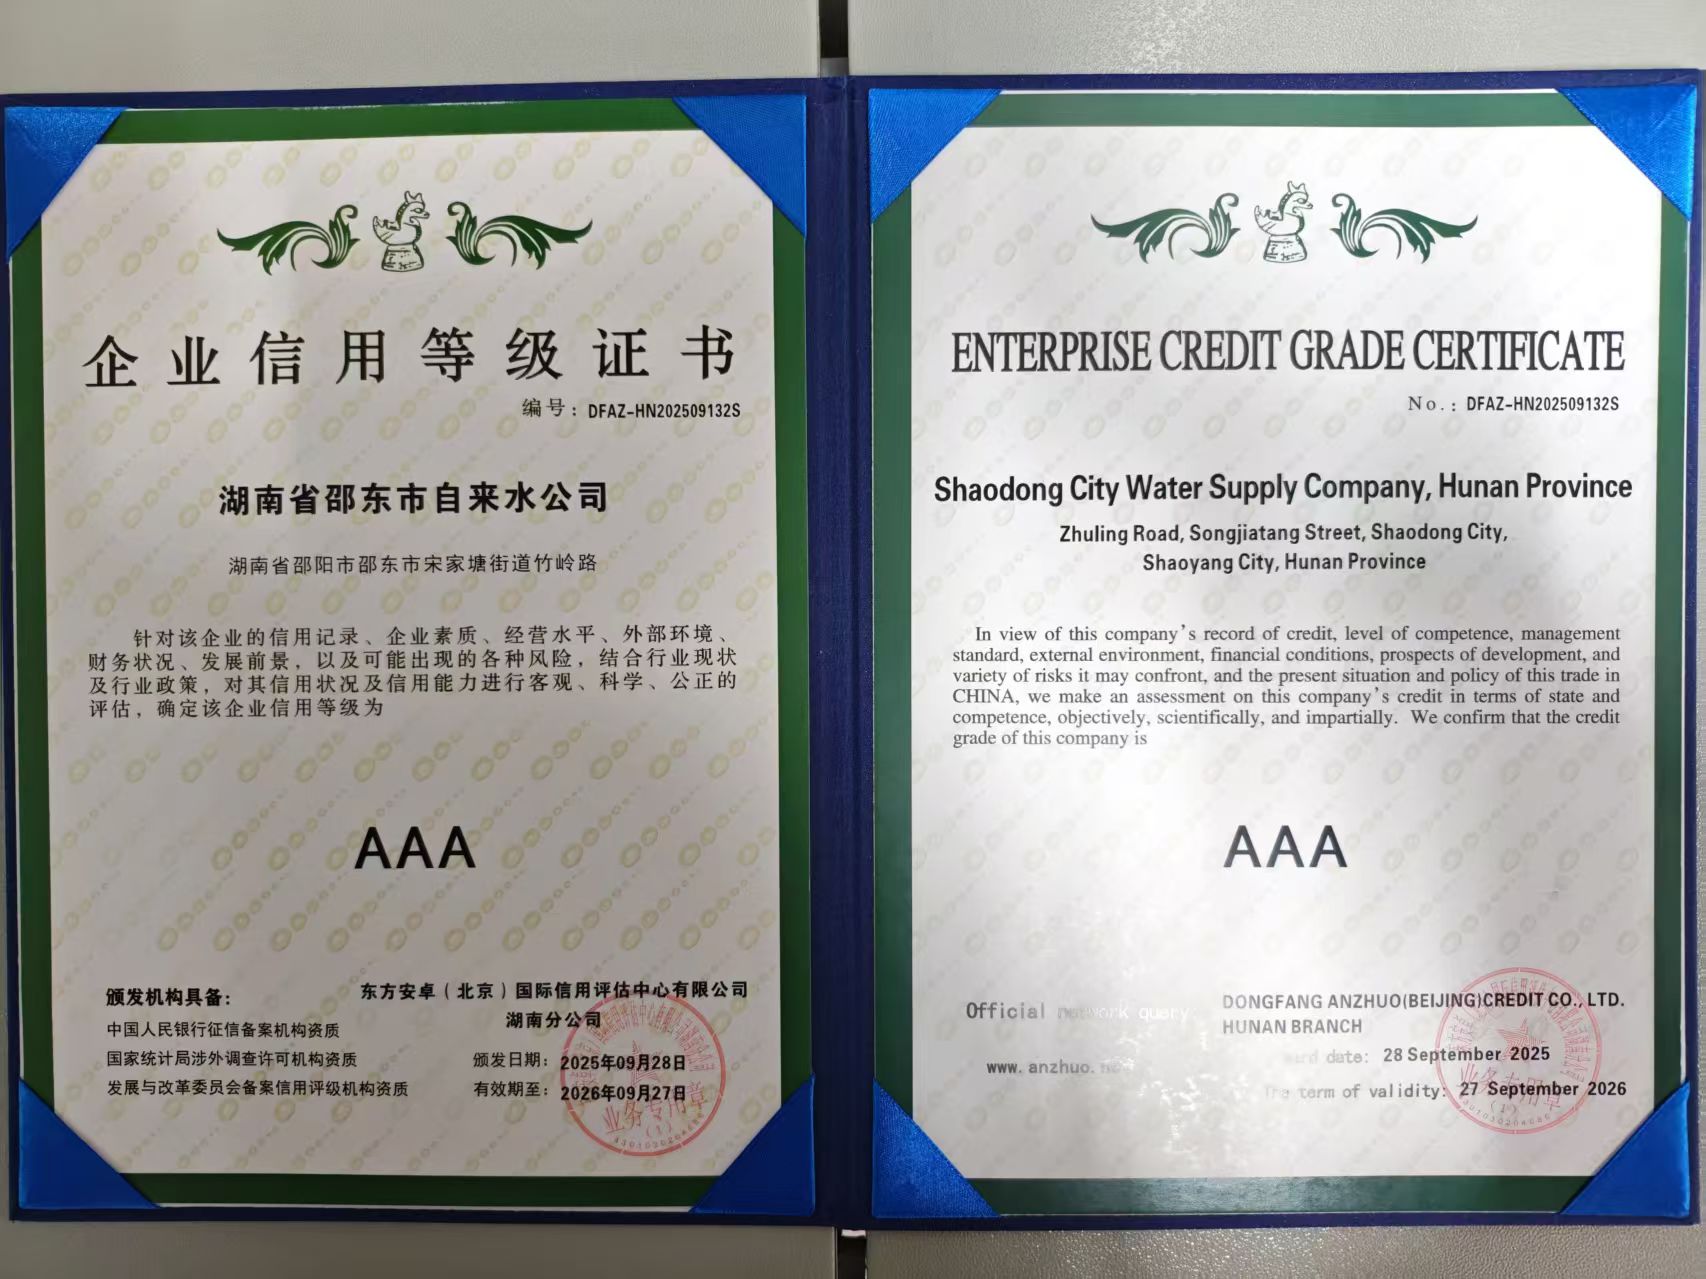 企业信用等级证书
编号：DFAZ-HN202509132S
湖南省邵东市自来水公司
湖南省邵阳市邵东市宋家塘街道竹岭路
针对该企业的信用记录、企业素质、经营水平、外部环境、
财务状况、发展前景，以及可能出现的各种风险，结合行业现状
及行业政策，对其信用状况及信用能力进行客观、科学、公正的
评估，确定该企业信用等级为
AAA
颁发机构具备：
中国人民银行征信备案机构资质
国家统计局涉外调查许可机构资质
发展与改革委员会备案信用评级机构资质
东方安卓（北京）国际信用评估中心有限公司
湖南分公司
颁发日期：2025年09月28日
有效期至：2026年09月27日
业务专用章
（1）
ENTERPRISE CREDIT GRADE CERTIFICATE
No.：DFAZ-HN202509132S
Shaodong City Water Supply Company, Hunan Province
Zhuling Road, Songjiatang Street, Shaodong City,
Shaoyang City, Hunan Province
In view of this company's record of credit, level of competence, management
standard, external environment, financial conditions, prospects of development, and
variety of risks it may confront, and the present situation and policy of this trade in
CHINA, we make an assessment on this company's credit in terms of state and
competence, objectively, scientifically, and impartially. We confirm that the credit
grade of this company is
AAA
Official network query:
www.anzhuo.
DONGFANG ANZHUO(BEIJING)CREDIT CO., LTD.
HUNAN BRANCH
date: 28 September 2025
The term of validity: 27 September 2026
业务专用章
（1）